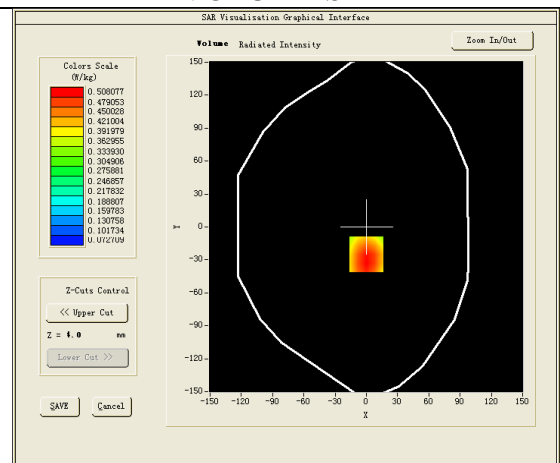 SAR Visualisation Graphical Interface
Volume Radiated Intensity
Zoom In/Out
Colors Scale
(W/kg)
0.508077
0.479053
0.450028
0.421004
0.391979
0.362955
0.333930
0.304906
0.275881
0.246857
0.217832
0.188807
0.159783
0.130758
0.101734
0.072709
Z-Cuts Control
<< Upper Cut
Z = 4.0 mm
Lower Cut >>
SAVE Cancel
150
120
90
60
30
0
-30
-60
-90
-120
-150
Y
-150 -120 -90 -60 -30 0 30 60 90 120 150
X